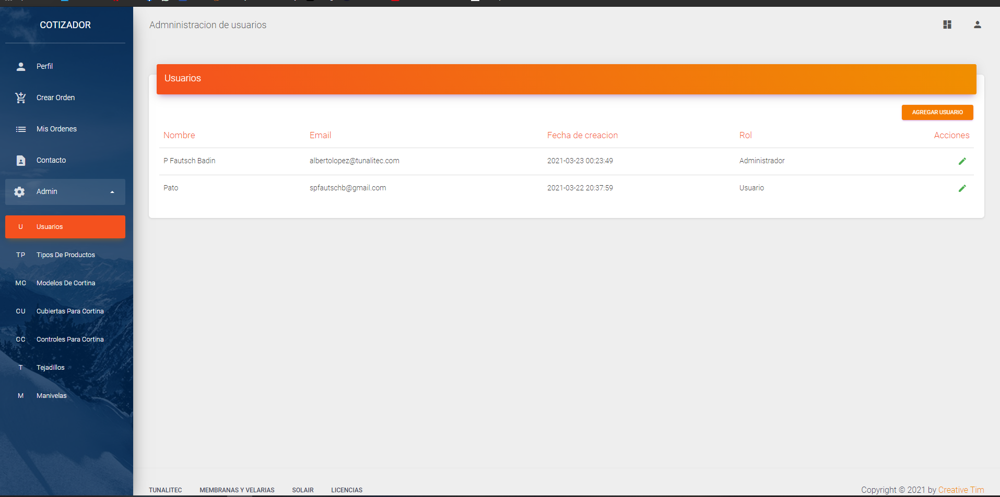 COTIZADOR
Perfil
Crear Orden
Mis Ordenes
Contacto
Admin
U Usuarios
TP Tipos De Productos
MC Modelos De Cortina
CU Cubiertas Para Cortina
CC Controles Para Cortina
T Tejadillos
M Manivelas
Admninistracion de usuarios
Usuarios
AGREGAR USUARIO
Nombre Email Fecha de creacion Rol Acciones
P Fautsch Badin albertolopez@tunalitec.com 2021-03-23 00:23:49 Administrador
Pato spfautschb@gmail.com 2021-03-22 20:37:59 Usuario
TUNALITEC MEMBRANAS Y VELARIAS SOLAIR LICENCIAS
Copyright © 2021 by Creative Tim